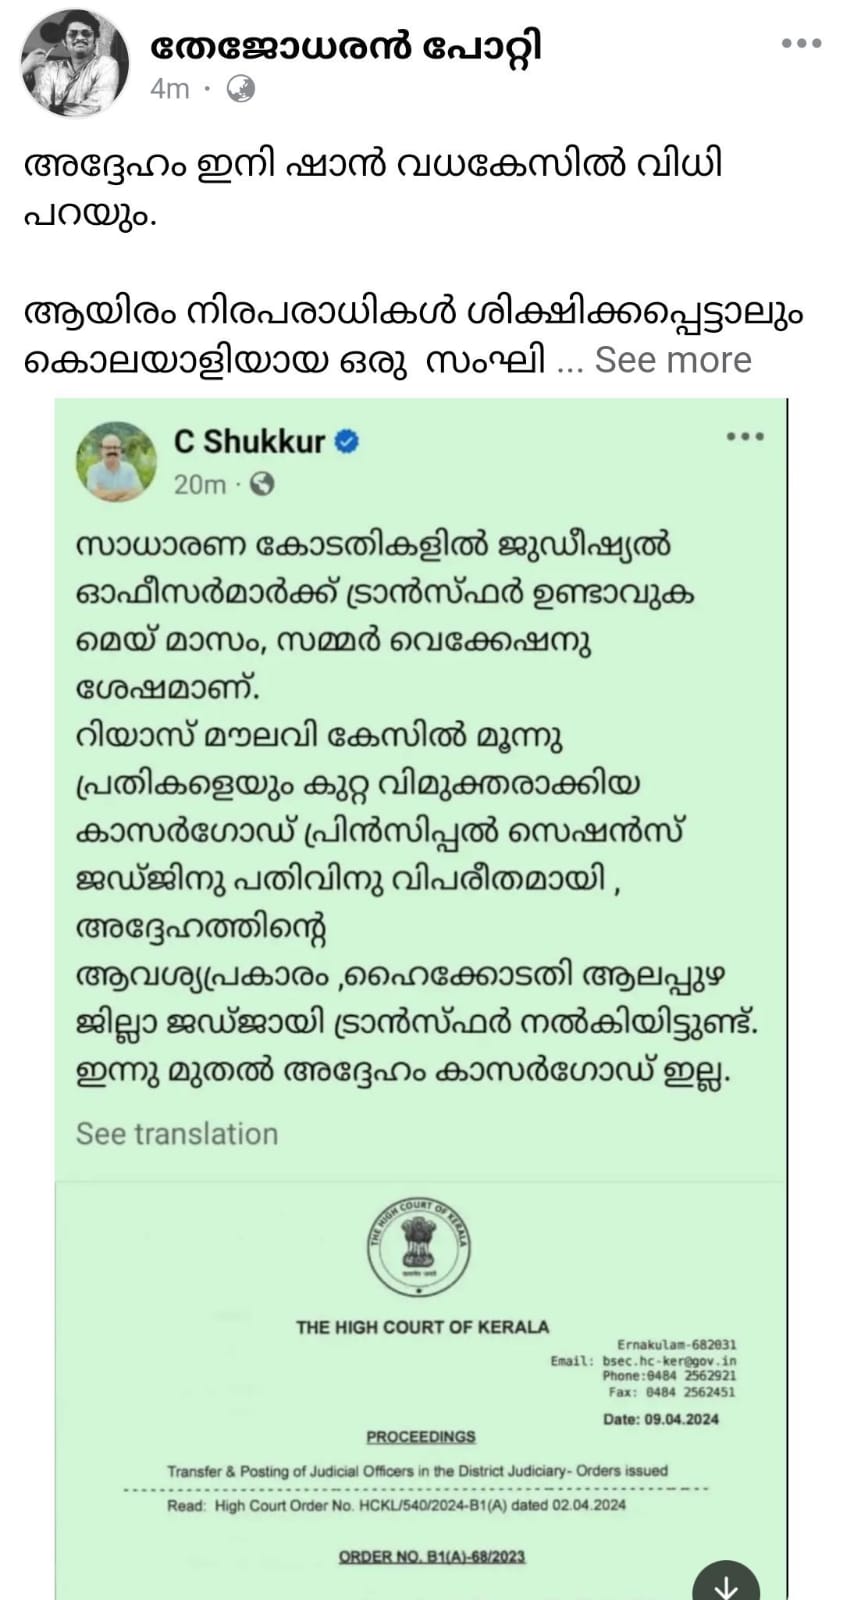 തേജോധരൻ പോറ്റി
4m ·
അദ്ദേഹം ഇനി ഷാൻ വധകേസിൽ വിധി
പറയും.
ആയിരം നിരപരാധികൾ ശിക്ഷിക്കപ്പെട്ടാലും
കൊലയാളിയായ ഒരു സംഘി ... See more
C Shukkur
20m ·
സാധാരണ കോടതികളിൽ ജുഡീഷ്യൽ
ഓഫീസർമാർക്ക് ട്രാൻസ്ഫർ ഉണ്ടാവുക
മെയ് മാസം, സമ്മർ വെക്കേഷനു
ശേഷമാണ്.
റിയാസ് മൗലവി കേസിൽ മൂന്നു
പ്രതികളെയും കുറ്റ വിമുക്തരാക്കിയ
കാസർഗോഡ് പ്രിൻസിപ്പൽ സെഷൻസ്
ജഡ്ജിനു പതിവിനു വിപരീതമായി ,
അദ്ദേഹത്തിന്റെ
ആവശ്യപ്രകാരം ,ഹൈക്കോടതി ആലപ്പുഴ
ജില്ലാ ജഡ്ജായി ട്രാൻസ്ഫർ നൽകിയിട്ടുണ്ട്.
ഇന്നു മുതൽ അദ്ദേഹം കാസർഗോഡ് ഇല്ല.
See translation
THE HIGH COURT OF KERALA
THE HIGH COURT OF KERALA
Ernakulam-682031
Email: bsec.hc-ker@gov.in
Phone:0484 2562921
Fax: 0484 2562451
Date: 09.04.2024
PROCEEDINGS
Transfer & Posting of Judicial Officers in the District Judiciary- Orders issued
Read: High Court Order No. HCKL/540/2024-B1(A) dated 02.04.2024
ORDER NO. B1(A)-68/2023